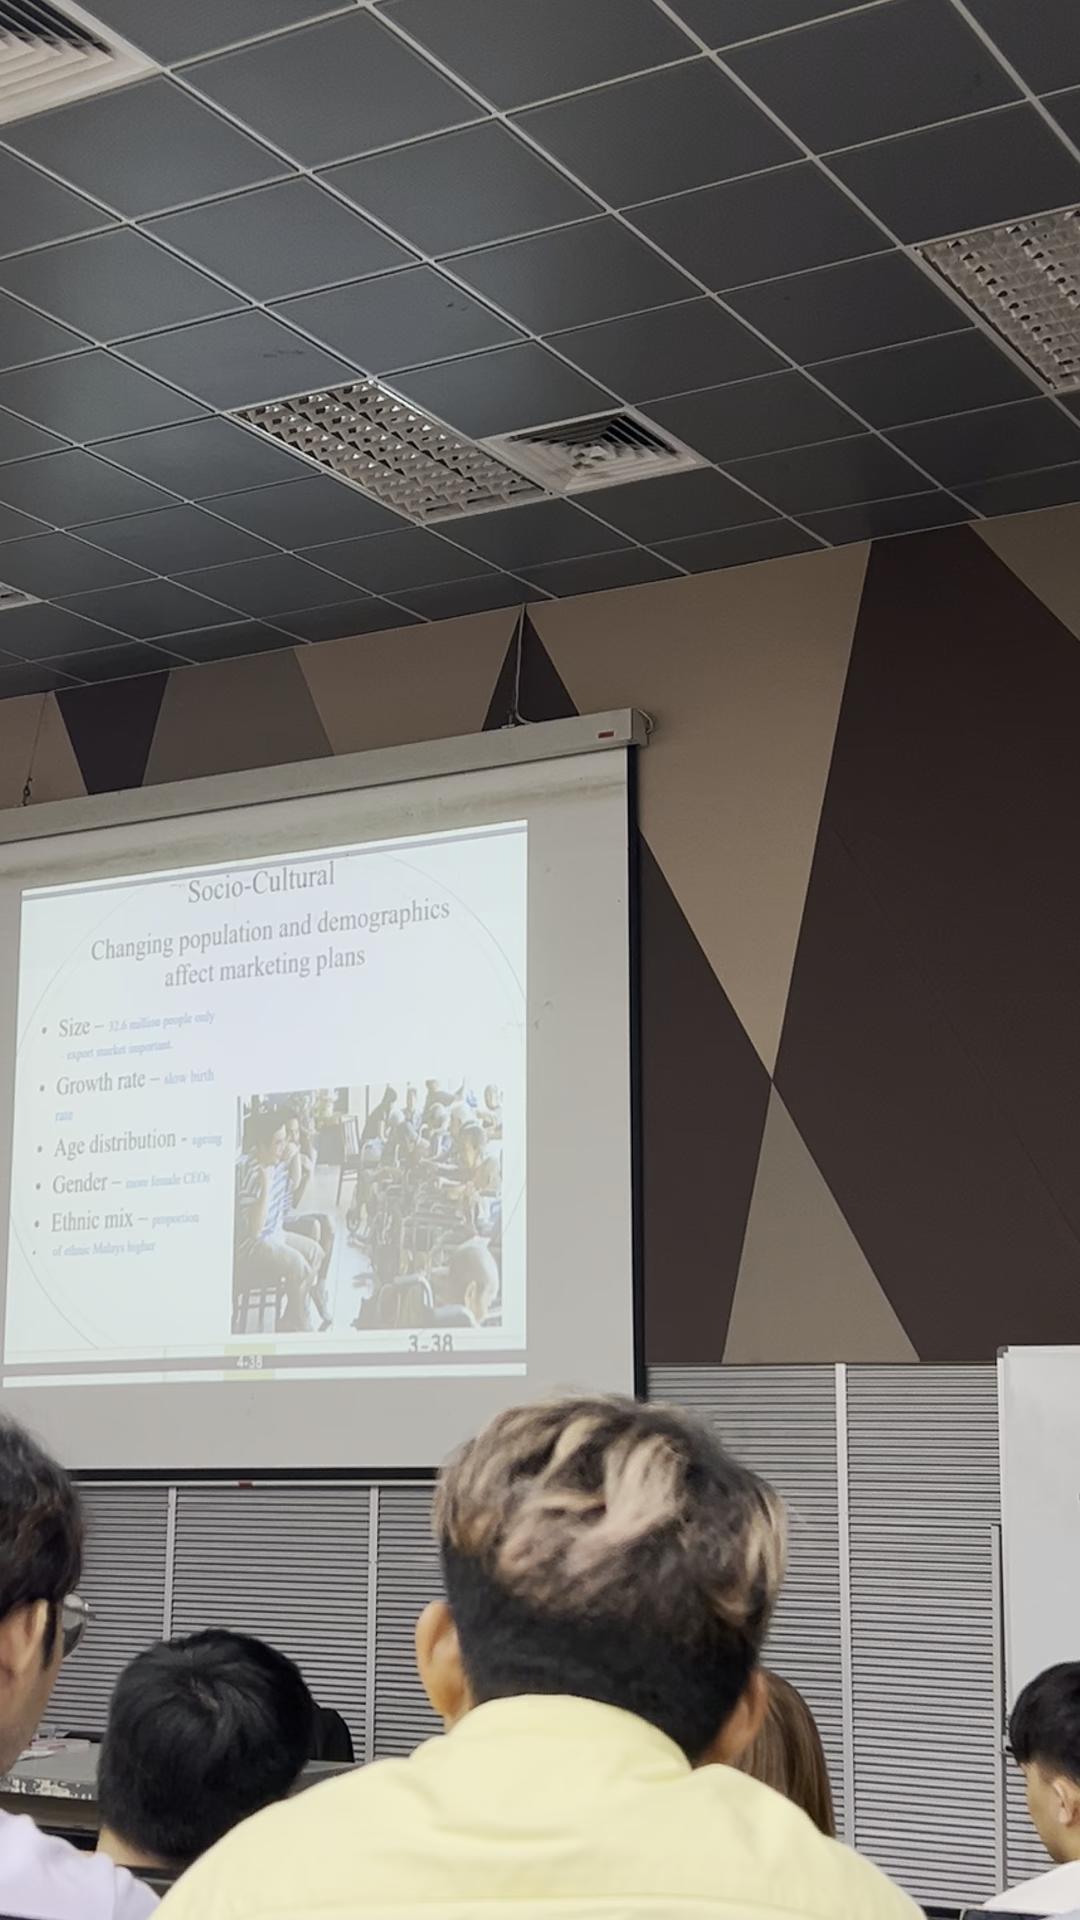 Socio-Cultural
Changing population and demographics
affect marketing plans
• Size – 32.6 million people only
- export market important.
• Growth rate – slow birth
rate
• Age distribution - ageing
• Gender – more female CEOs
• Ethnic mix – proportion
• of ethnic Malays higher
3-38
4-38